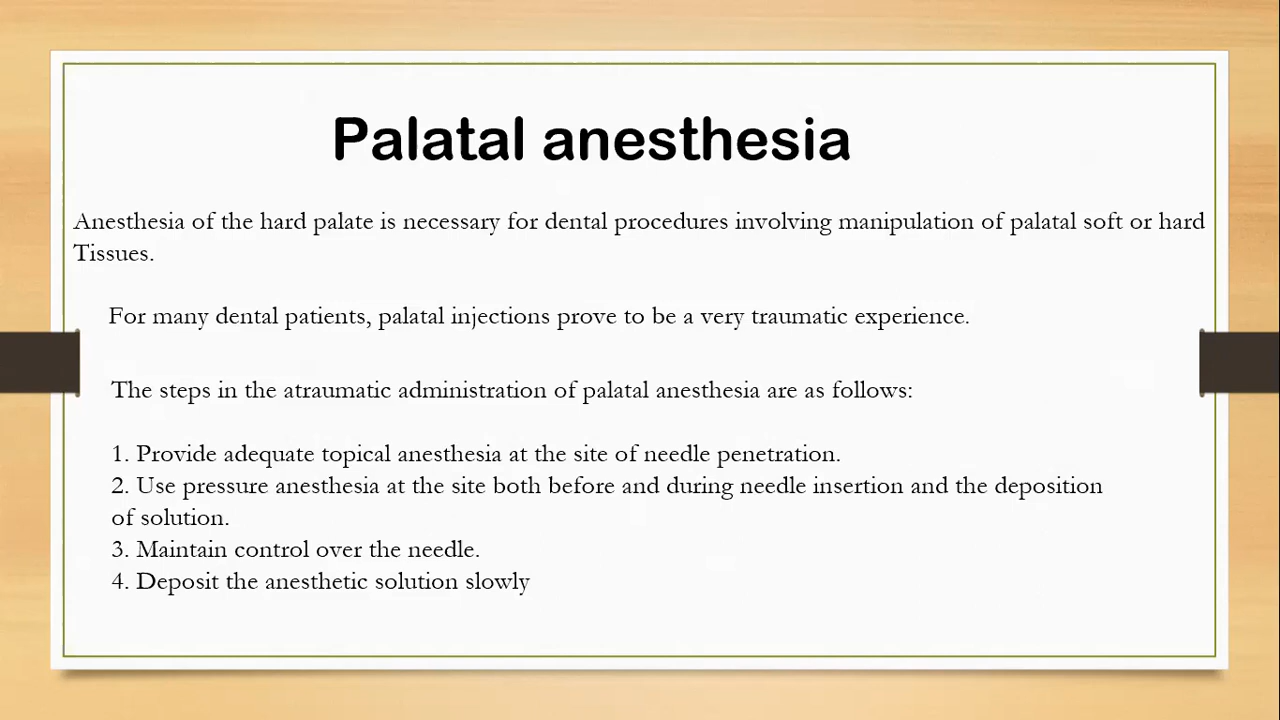 Palatal anesthesia
Anesthesia of the hard palate is necessary for dental procedures involving manipulation of palatal soft or hard
Tissues.
For many dental patients, palatal injections prove to be a very traumatic experience.
The steps in the atraumatic administration of palatal anesthesia are as follows:
1. Provide adequate topical anesthesia at the site of needle penetration.
2. Use pressure anesthesia at the site both before and during needle insertion and the deposition
of solution.
3. Maintain control over the needle.
4. Deposit the anesthetic solution slowly